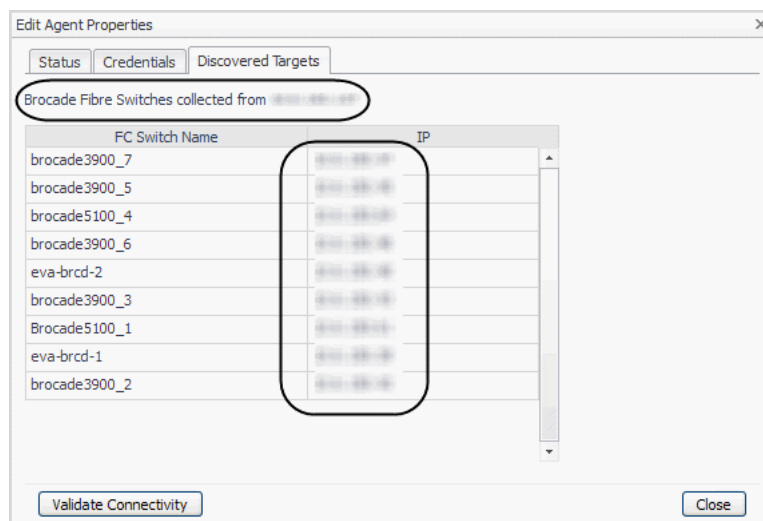 Edit Agent Properties
Status Credentials Discovered Targets
Brocade Fibre Switches collected from
FC Switch Name IP
brocade3900_7
brocade3900_5
brocade5100_4
brocade3900_6
eva-brcd-2
brocade3900_3
Brocade5100_1
eva-brcd-1
brocade3900_2
Validate Connectivity Close